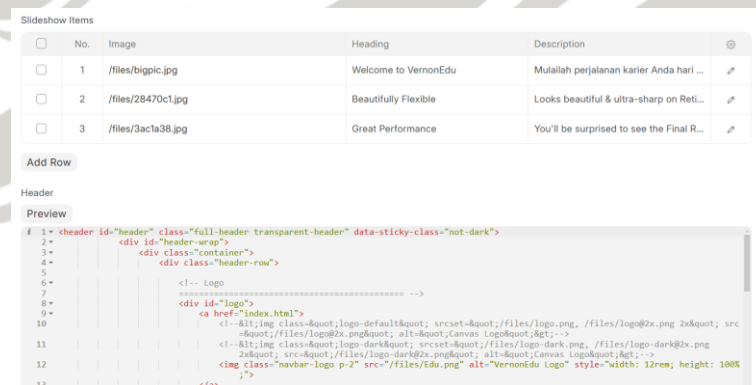 Slideshow Items
No. Image Heading Description
1 /files/bigpic.jpg Welcome to VernonEdu Mulailah perjalanan karier Anda hari ...
2 /files/28470c1.jpg Beautifully Flexible Looks beautiful & ultra-sharp on Reti...
3 /files/3ac1a38.jpg Great Performance You'll be surprised to see the Final R...
Add Row
Header
Preview
i 1 <header id="header" class="full-header transparent-header" data-sticky-class="not-dark">
2 <div id="header-wrap">
3 <div class="container">
4 <div class="header-row">
5
6 <!-- Logo
7 ============================================= -->
8 <div id="logo">
9 <a href="index.html">
10 <!--&lt;img class=&quot;logo-default&quot; srcset=&quot;/files/logo.png, /files/logo@2x.png 2x&quot; src
=&quot;/files/logo@2x.png&quot; alt=&quot;Canvas Logo&quot;&gt;-->
11 <!--&lt;img class=&quot;logo-dark&quot; srcset=&quot;/files/logo-dark.png, /files/logo-dark@2x.png
2x&quot; src=&quot;/files/logo-dark@2x.png&quot; alt=&quot;Canvas Logo&quot;&gt;-->
12 <img class="navbar-logo p-2" src="/files/Edu.png" alt="VernonEdu Logo" style="width: 12rem; height: 100%
;">